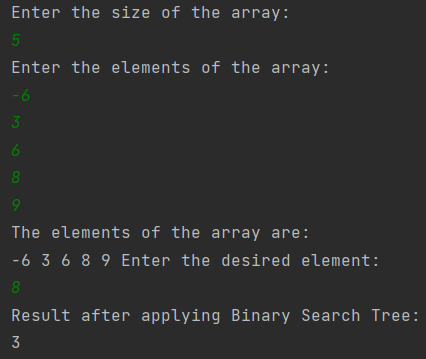 Enter the size of the array:
5
Enter the elements of the array:
-6
3
6
8
9
The elements of the array are:
-6 3 6 8 9 Enter the desired element:
8
Result after applying Binary Search Tree:
3